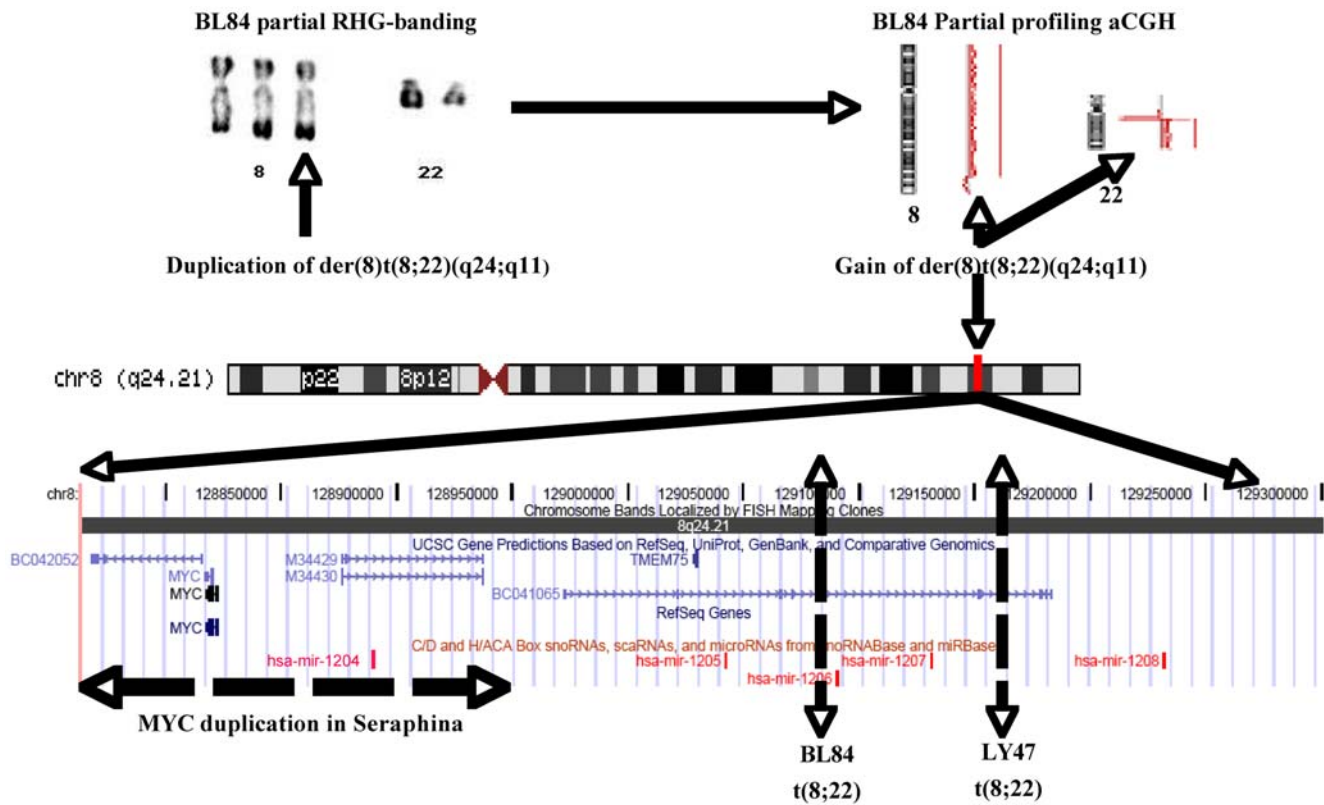 BL84 partial RHG-banding
BL84 Partial profiling aCGH
8
22
8
22
Duplication of der(8)t(8;22)(q24;q11)
Gain of der(8)t(8;22)(q24;q11)
chr8 (q24.21)
p22
8p12
chr8:
128850000
128900000
128950000
129000000
129050000
129100000
129150000
129200000
129250000
129300000
Chromosome Bands Localized by FISH Mapping Clones
8q24.21
UCSC Gene Predictions Based on RefSeq, UniProt, GenBank, and Comparative Genomics
BC042052
M34429
TMEM75
MYC
M34430
MYC
BC041065
RefSeq Genes
MYC
C/D and H/ACA Box snoRNAs, scaRNAs, and microRNAs from snoRNABase and miRBase
hsa-mir-1204
hsa-mir-1205
hsa-mir-1207
hsa-mir-1208
hsa-mir-1206
MYC duplication in Seraphina
BL84
t(8;22)
LY47
t(8;22)